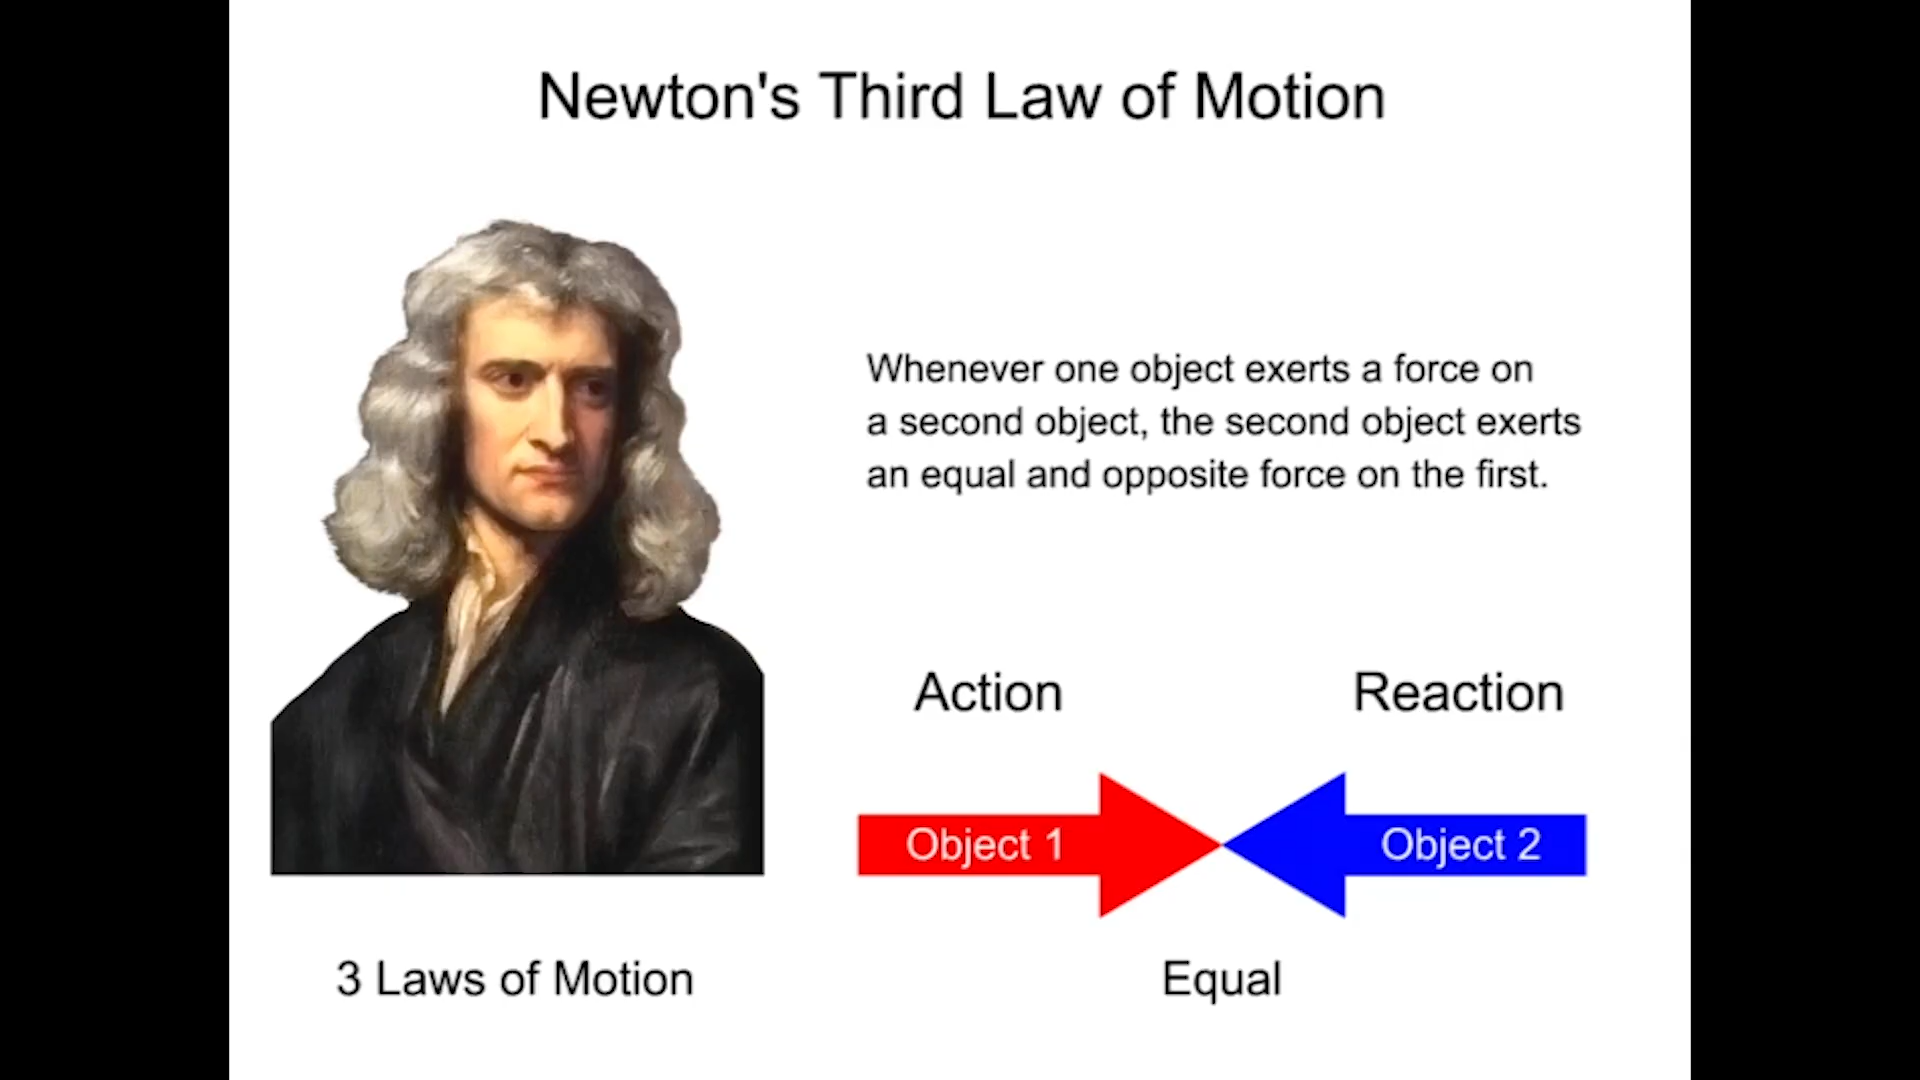 Newton's Third Law of Motion
Whenever one object exerts a force on
a second object, the second object exerts
an equal and opposite force on the first.
Action
Reaction
Object 1
Object 2
3 Laws of Motion
Equal